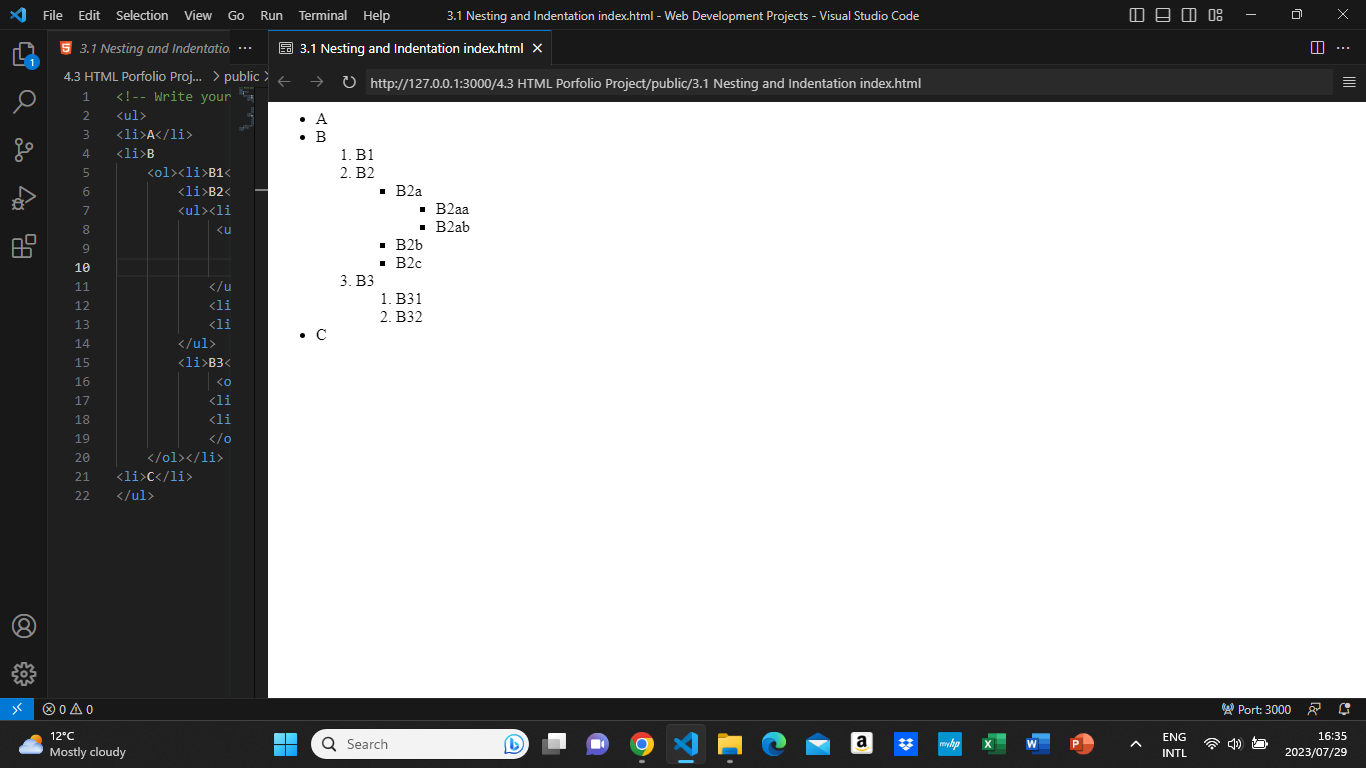 File Edit Selection View Go Run Terminal Help
3.1 Nesting and Indentation index.html - Web Development Projects - Visual Studio Code
3.1 Nesting and Indentatio ···
3.1 Nesting and Indentation index.html
4.3 HTML Porfolio Proj... > public >
http://127.0.0.1:3000/4.3 HTML Porfolio Project/public/3.1 Nesting and Indentation index.html
1
1 <!-- Write your
2 <ul>
3 <li>A</li>
4 <li>B
5 <ol><li>B1<
6 <li>B2<
7 <ul><li
8 <u
9
10
11 </u
12 <li
13 <li
14 </ul>
15 <li>B3<
16 <o
17 <li
18 <li
19 </o
20 </ol></li>
21 <li>C</li>
22 </ul>
• A
• B
1. B1
2. B2
▪ B2a
▪ B2aa
▪ B2ab
▪ B2b
▪ B2c
3. B3
1. B31
2. B32
• C
0 0
Port: 3000
12°C
Mostly cloudy
Search
a
myhp
X
W
P
ENG
INTL
16:35
2023/07/29